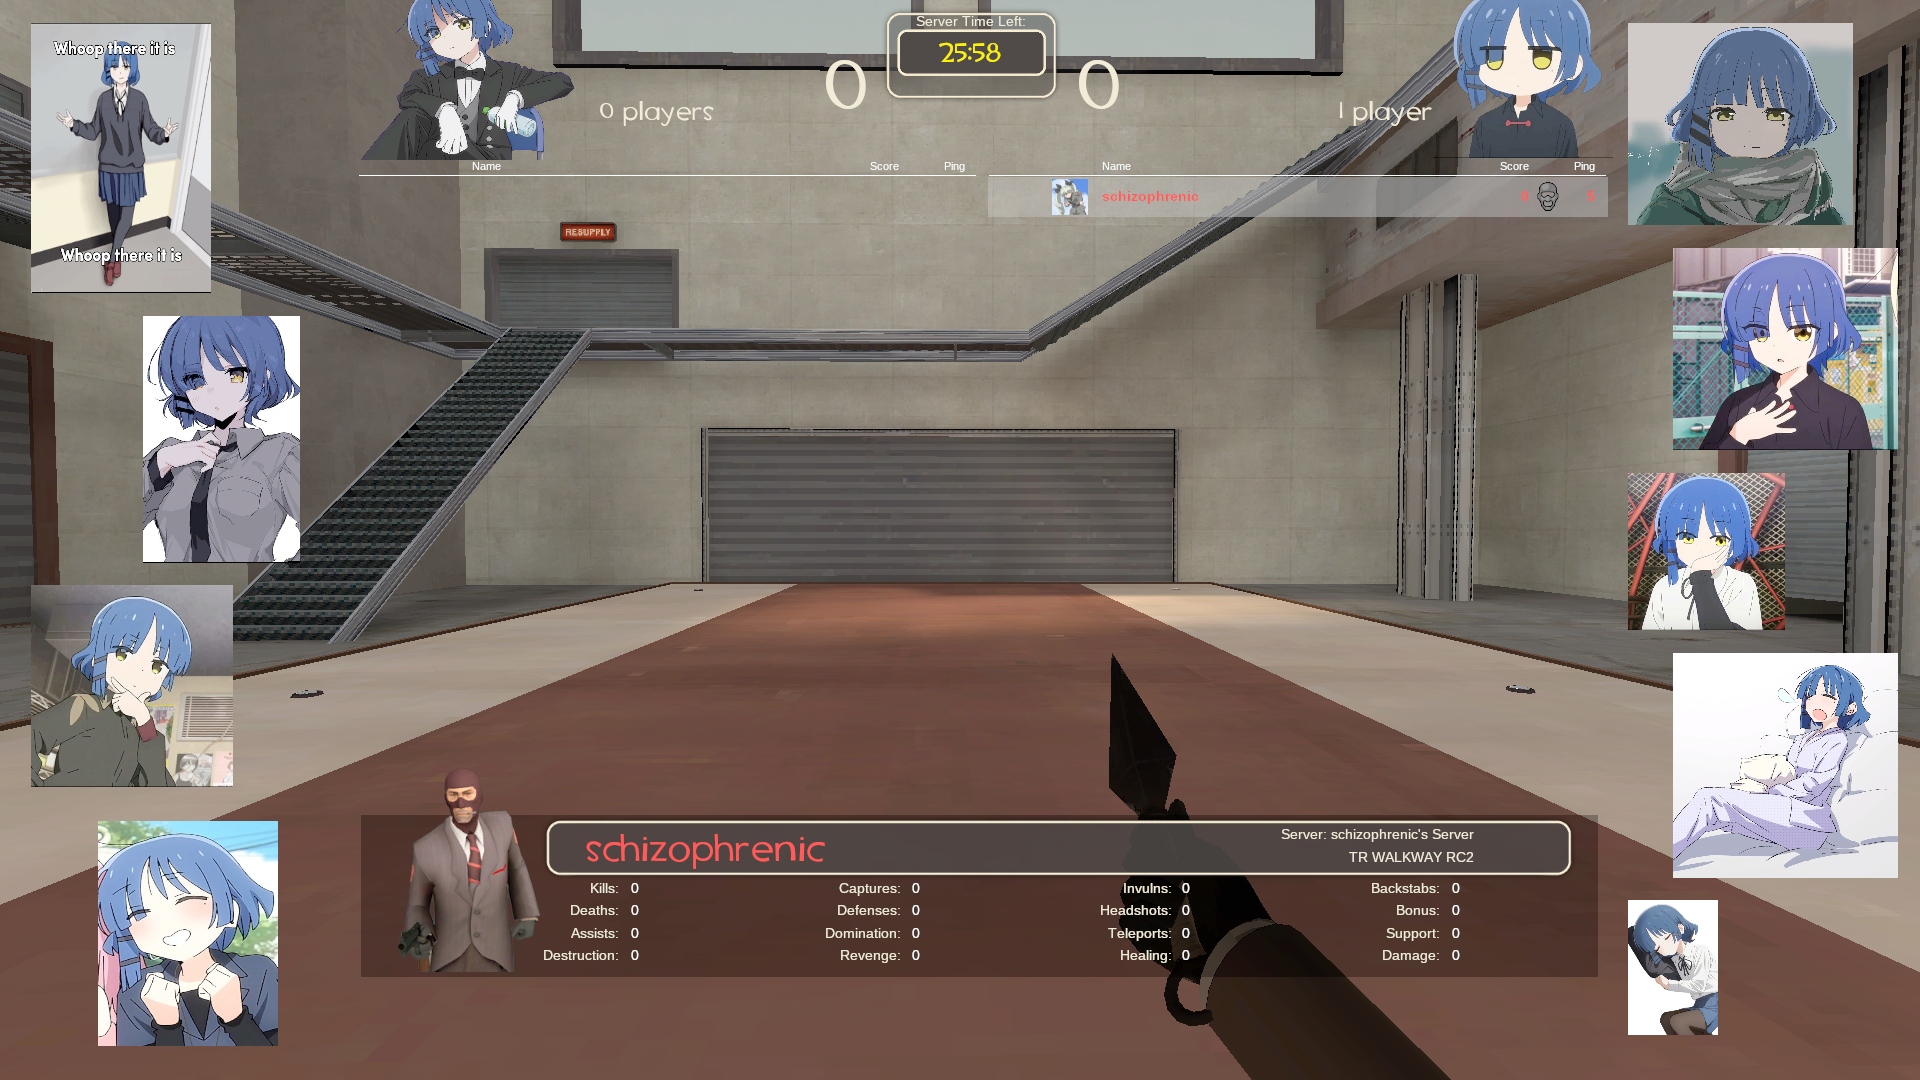 Whoop there it is
Whoop there it is
Server Time Left:
25:58
0
0
0 players
1 player
Name
Score
Ping
Name
Score
Ping
schizophrenic
0
5
RESUPPLY
schizophrenic
Server: schizophrenic's Server
TR WALKWAY RC2
Kills: 0
Captures: 0
Invulns: 0
Backstabs: 0
Deaths: 0
Defenses: 0
Headshots: 0
Bonus: 0
Assists: 0
Domination: 0
Teleports: 0
Support: 0
Destruction: 0
Revenge: 0
Healing: 0
Damage: 0